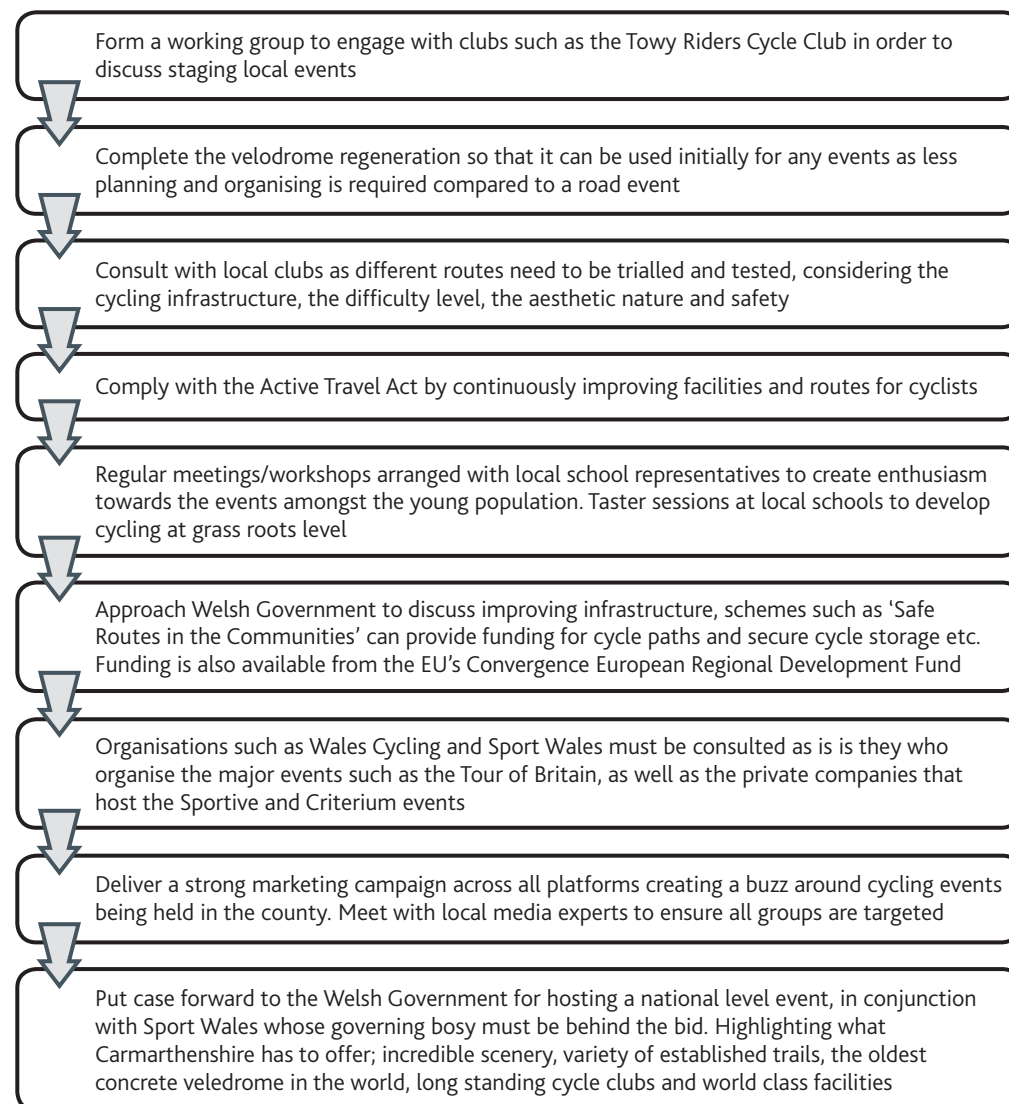 Form a working group to engage with clubs such as the Towy Riders Cycle Club in order to
discuss staging local events
Complete the velodrome regeneration so that it can be used initially for any events as less
planning and organising is required compared to a road event
Consult with local clubs as different routes need to be trialled and tested, considering the
cycling infrastructure, the difficulty level, the aesthetic nature and safety
Comply with the Active Travel Act by continuously improving facilities and routes for cyclists
Regular meetings/workshops arranged with local school representatives to create enthusiasm
towards the events amongst the young population. Taster sessions at local schools to develop
cycling at grass roots level
Approach Welsh Government to discuss improving infrastructure, schemes such as ‘Safe
Routes in the Communities’ can provide funding for cycle paths and secure cycle storage etc.
Funding is also available from the EU’s Convergence European Regional Development Fund
Organisations such as Wales Cycling and Sport Wales must be consulted as is is they who
organise the major events such as the Tour of Britain, as well as the private companies that
host the Sportive and Criterium events
Deliver a strong marketing campaign across all platforms creating a buzz around cycling events
being held in the county. Meet with local media experts to ensure all groups are targeted
Put case forward to the Welsh Government for hosting a national level event, in conjunction
with Sport Wales whose governing bosy must be behind the bid. Highlighting what
Carmarthenshire has to offer; incredible scenery, variety of established trails, the oldest
concrete veledrome in the world, long standing cycle clubs and world class facilities